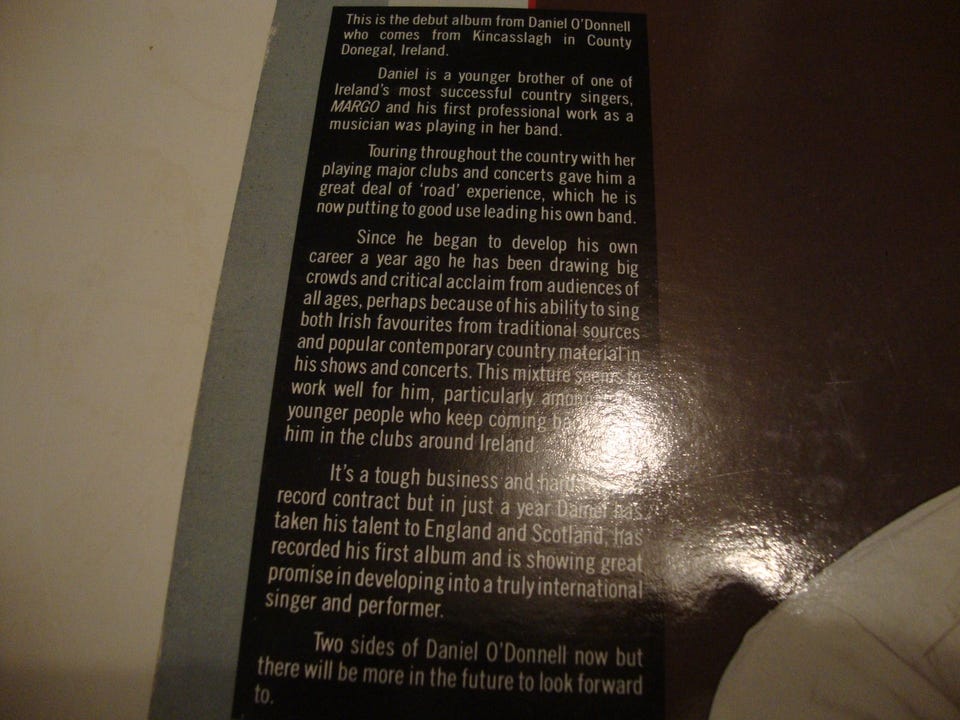 This is the debut album from Daniel O'Donnell
who comes from Kincasslagh in County
Donegal, Ireland.
Daniel is a younger brother of one of
Ireland's most successful country singers,
MARGO and his first professional work as a
musician was playing in her band.
Touring throughout the country with her
playing major clubs and concerts gave him a
great deal of 'road' experience, which he is
now putting to good use leading his own band.
Since he began to develop his own
career a year ago he has been drawing big
crowds and critical acclaim from audiences of
all ages, perhaps because of his ability to sing
both Irish favourites from traditional sources
and popular contemporary country material in
his shows and concerts. This mixture seems to
work well for him, particularly
younger people who keep coming
him in the clubs around Ireland.
It's a tough business and
record contract but in just a year Daniel has
taken his talent to England and Scotland, has
recorded his first album and is showing great
promise in developing into a truly international
singer and performer.
Two sides of Daniel O'Donnell now but
there will be more in the future to look forward
to.